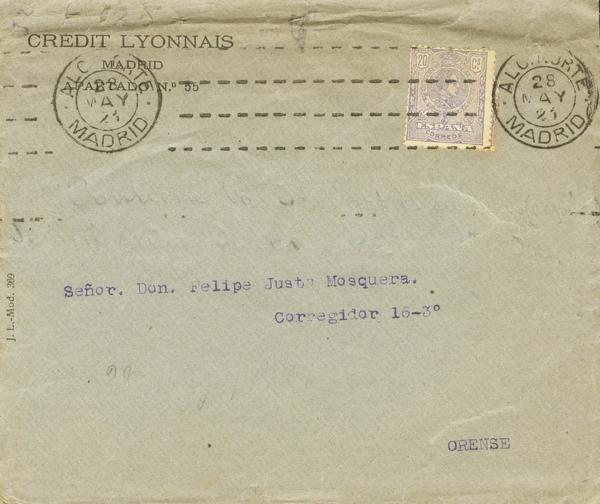 CREDIT LYONNAIS
MADRID
APARTADO N.º 55
ALC. NORTE
28
MAY
21
MADRID
20 Cs
ESPAÑA
CORREOS
ALC. NORTE
28
MAY
21
MADRID
Señor. Don. Felipe Justo Mosquera.
Corregidor 16-3º
ORENSE
J. L.-Mod. 369